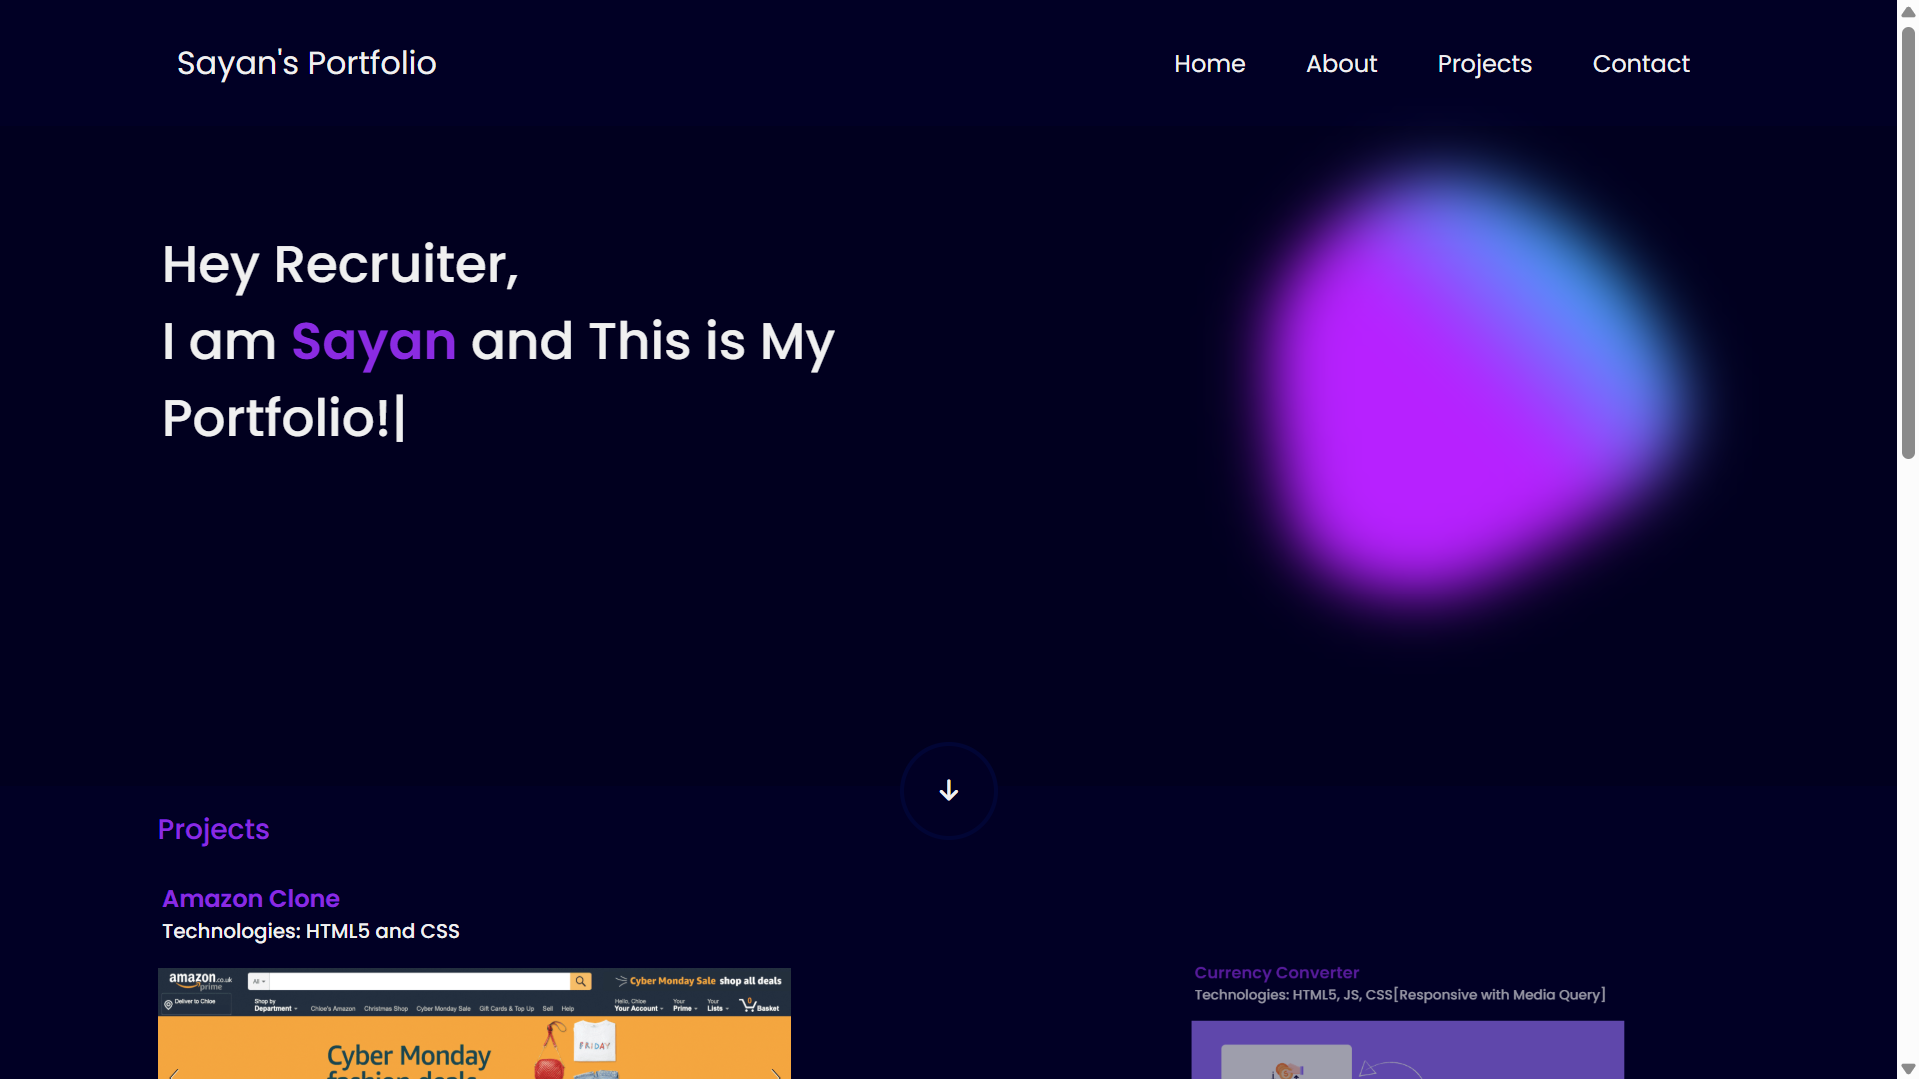 Sayan's Portfolio
Home About Projects Contact
Hey Recruiter,
I am Sayan and This is My
Portfolio!|
Projects
Amazon Clone
Technologies: HTML5 and CSS
amazon.co.uk
prime
All
Cyber Monday Sale shop all deals
Deliver to Chloe
Shop by
Department
Chloe's Amazon Christmas Shop Cyber Monday Sale Gift Cards & Top Up Sell Help
Hello, Chloe
Your Account
Your
Prime
Your
Lists
0
Basket
Cyber Monday
fashion deals
FRIDAY
Currency Converter
Technologies: HTML5, JS, CSS[Responsive with Media Query]